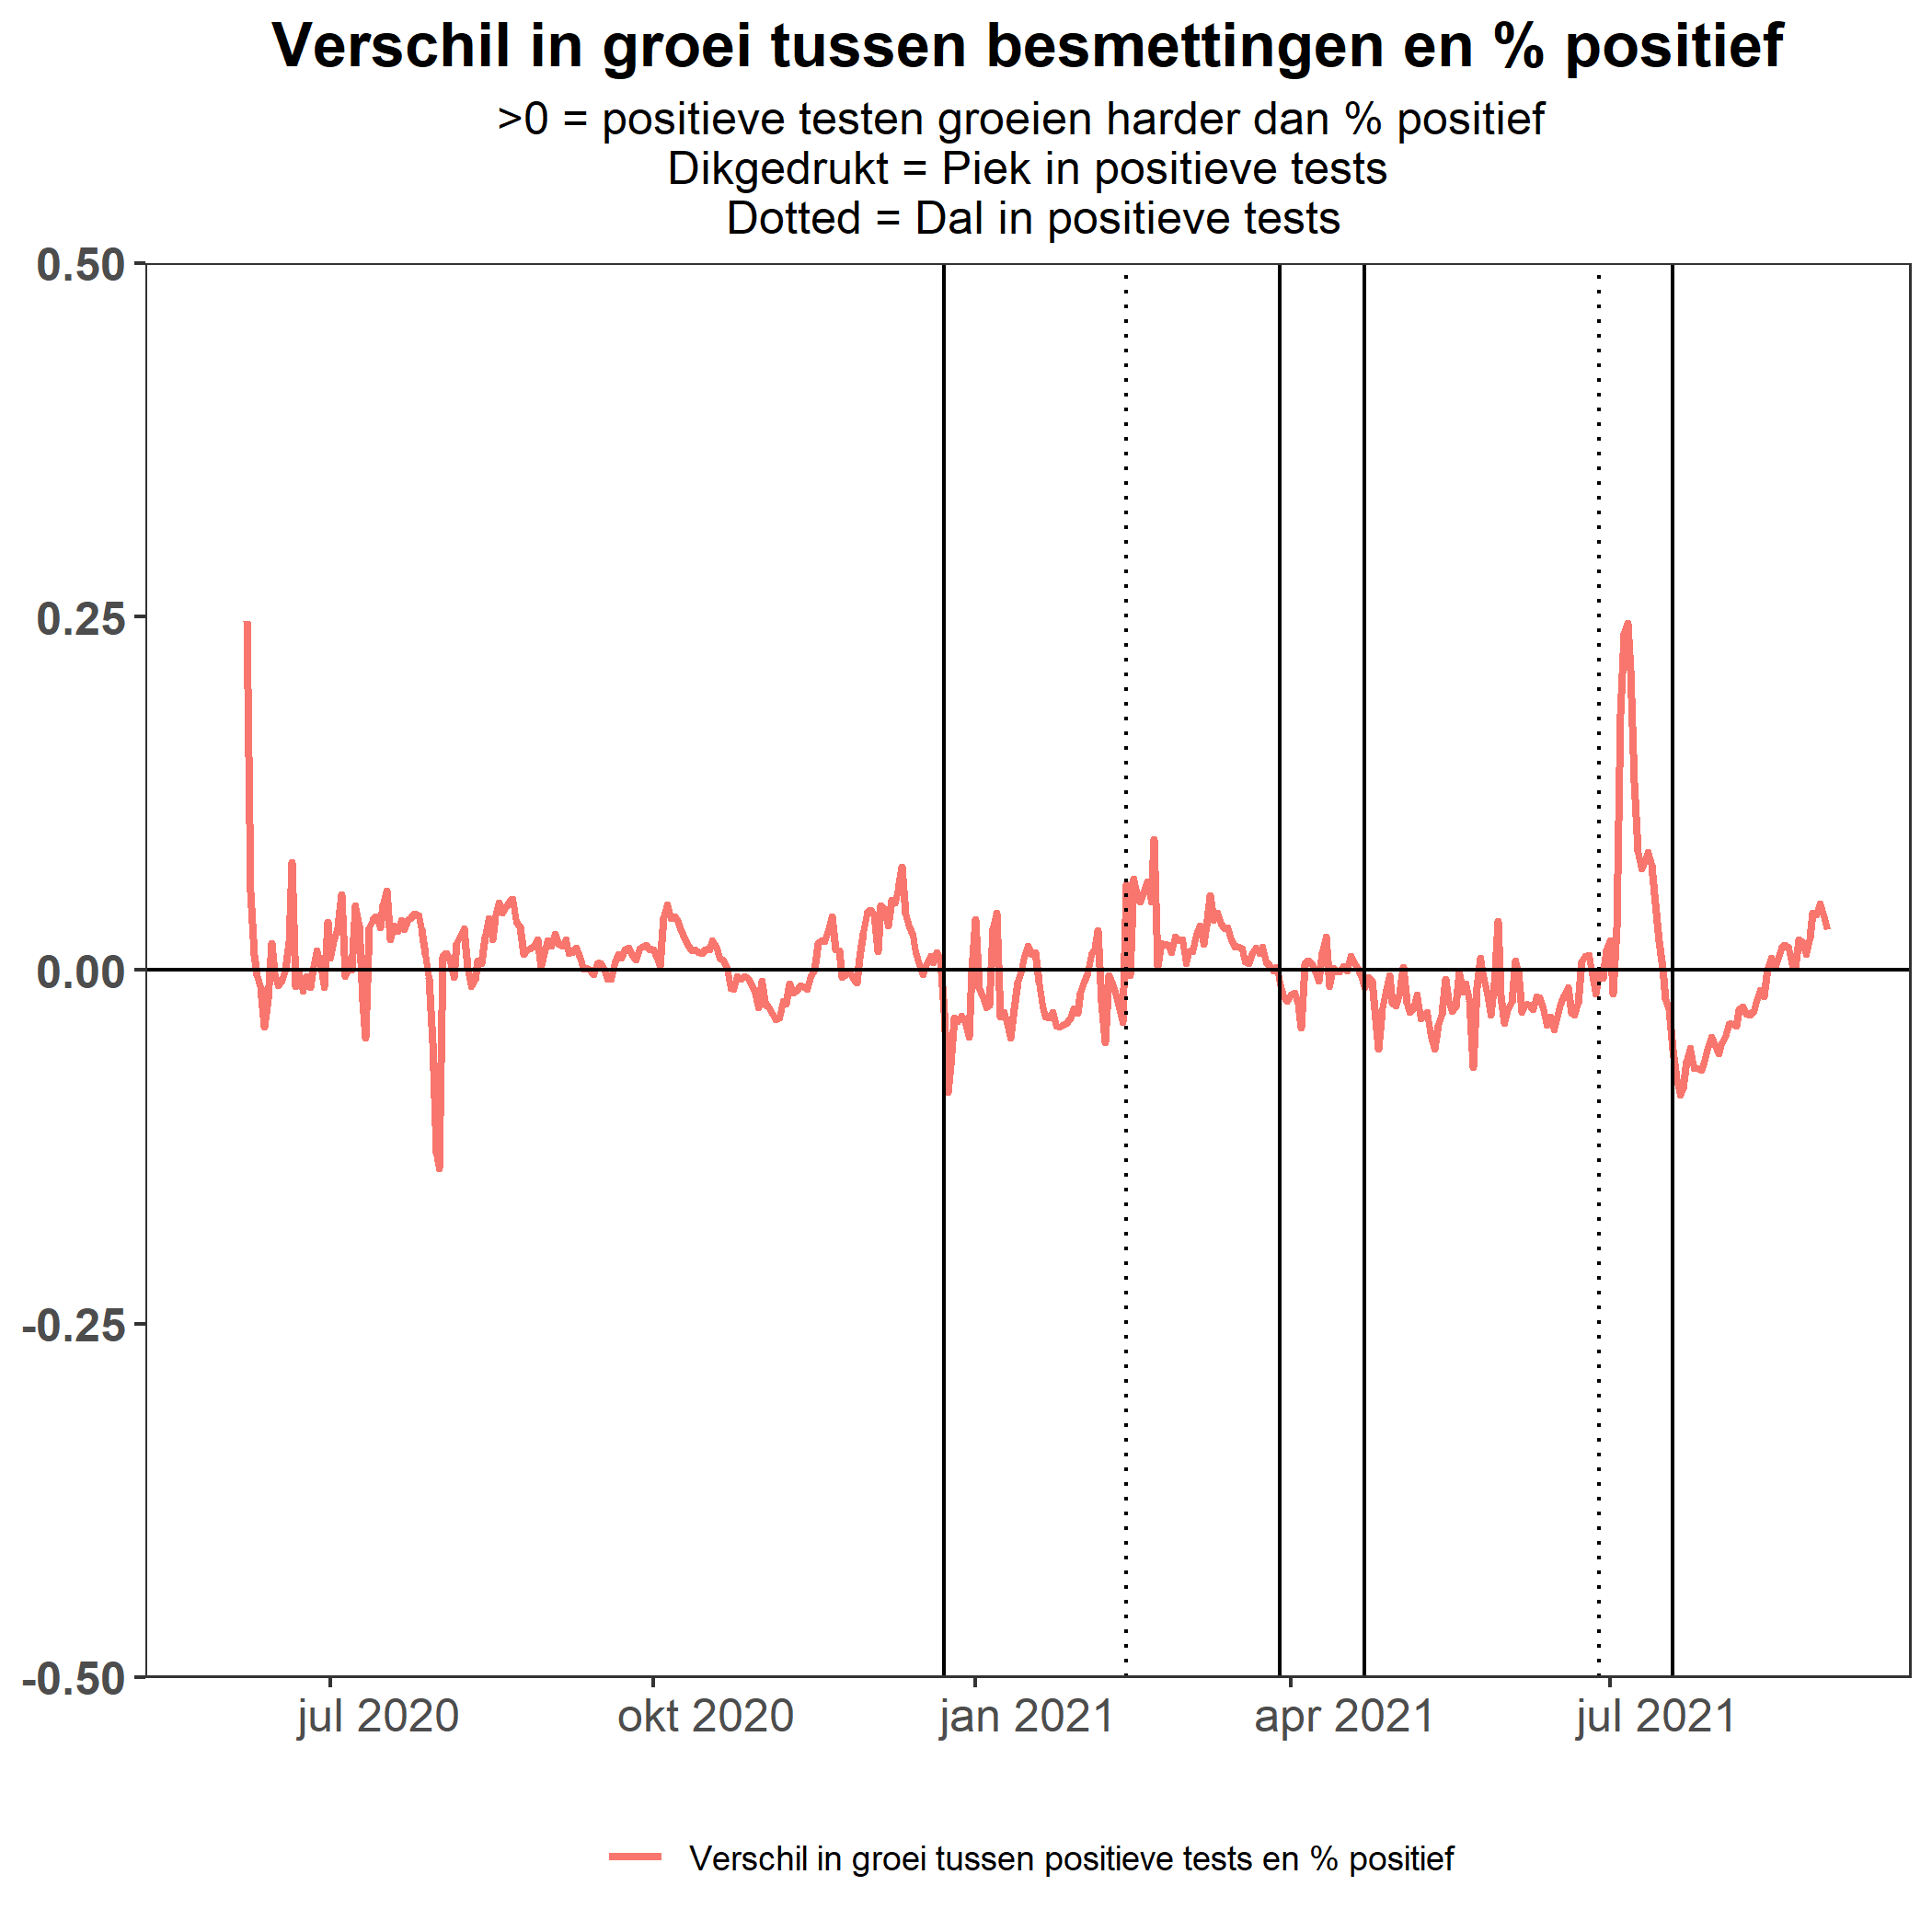 Verschil in groei tussen besmettingen en % positief
>0 = positieve testen groeien harder dan % positief
Dikgedrukt = Piek in positieve tests
Dotted = Dal in positieve tests
0.50
0.25
0.00
-0.25
-0.50
jul 2020
okt 2020
jan 2021
apr 2021
jul 2021
Verschil in groei tussen positieve tests en % positief